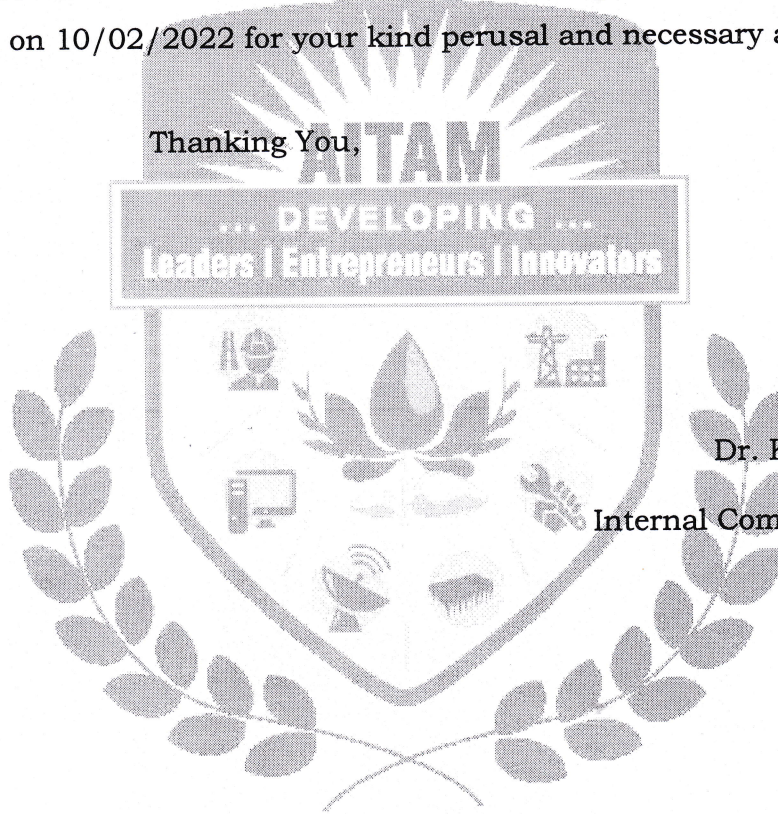 on 10/02/2022 for your kind perusal and necessary
Thanking You,
AITAM
... DEVELOPING ...
Leaders | Entrepreneurs | Innovators
Dr.
Internal Com